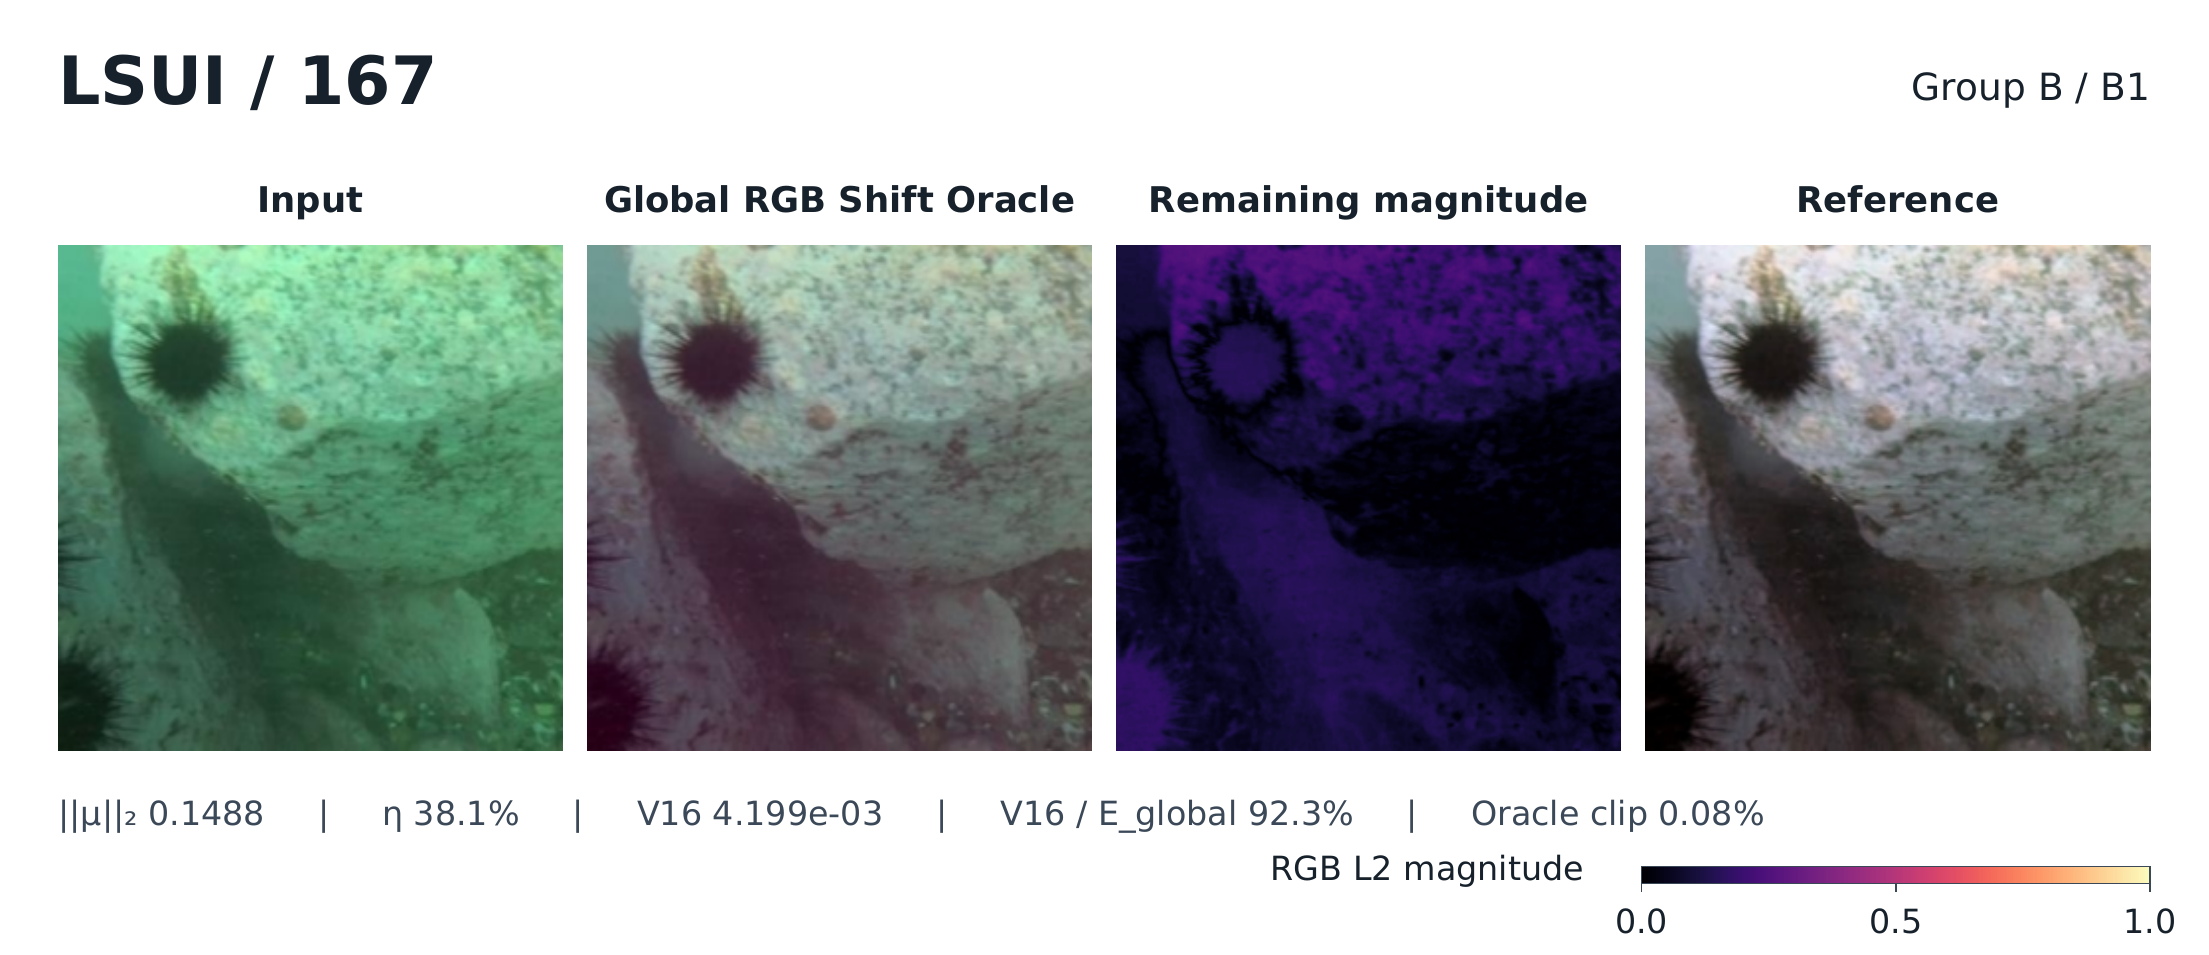 LSUI / 167
Group B / B1
Input
Global RGB Shift Oracle
Remaining magnitude
Reference
||μ||₂ 0.1488 | η 38.1% | V16 4.199e-03 | V16 / E_global 92.3% | Oracle clip 0.08%
RGB L2 magnitude
0.0 0.5 1.0